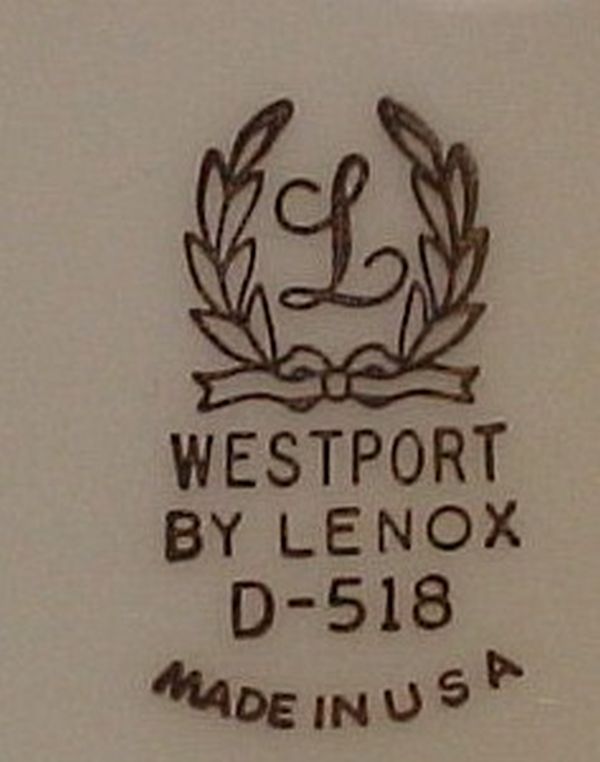 L
WESTPORT
BY LENOX
D-518
MADE IN USA